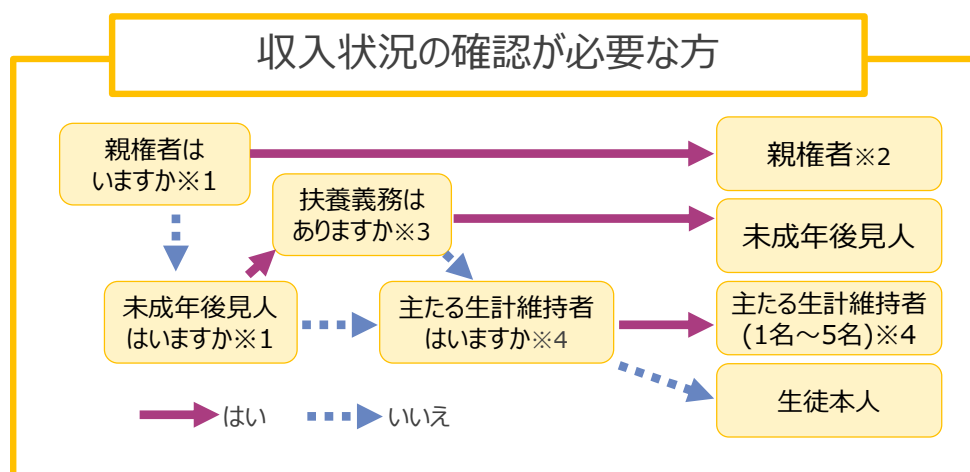 収入状況の確認が必要な方
親権者は
いますか※1
親権者※2
扶養義務は
ありますか※3
未成年後見人
未成年後見人
はいますか※1
主たる生計維持者
はいますか※4
主たる生計維持者
(1名～5名)※4
生徒本人
はい
いいえ